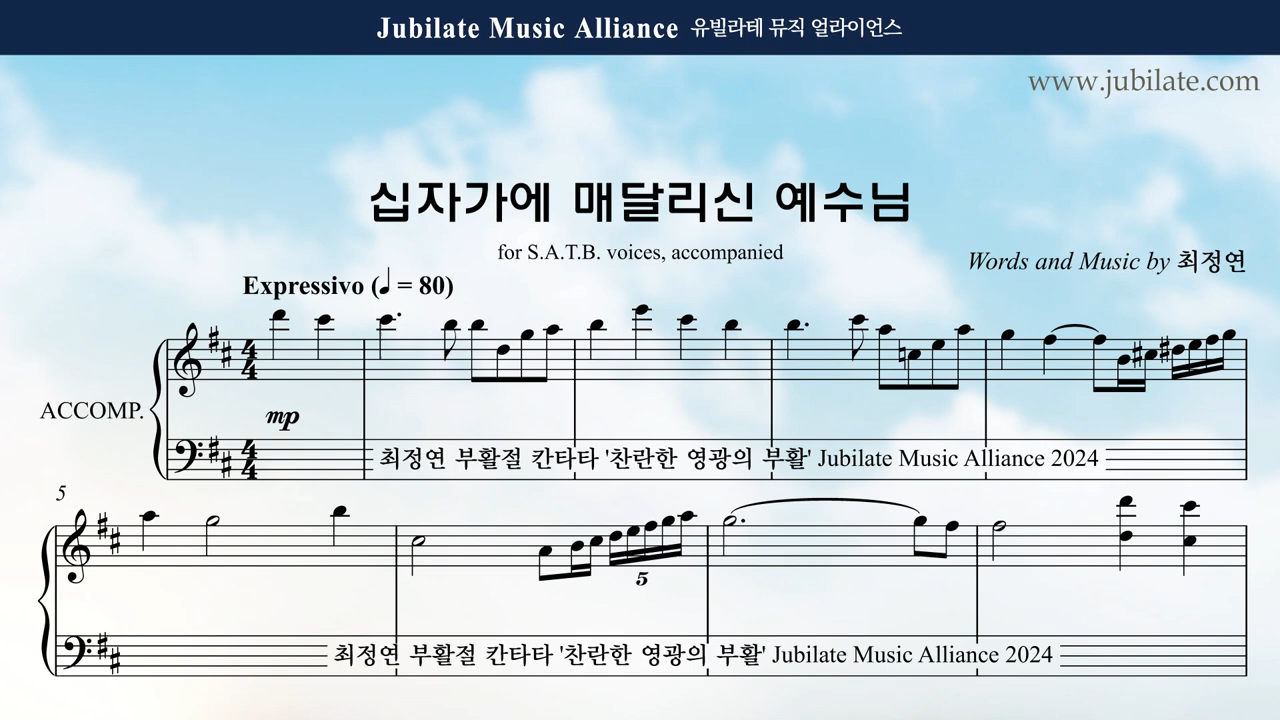 Jubilate Music Alliance 유빌라테 뮤직 얼라이언스
www.jubilate.com
십자가에 매달리신 예수님
for S.A.T.B. voices, accompanied
Words and Music by 최정연
Expressivo (♩ = 80)
ACCOMP.
mp
최정연 부활절 칸타타 '찬란한 영광의 부활' Jubilate Music Alliance 2024
5
5
최정연 부활절 칸타타 '찬란한 영광의 부활' Jubilate Music Alliance 2024